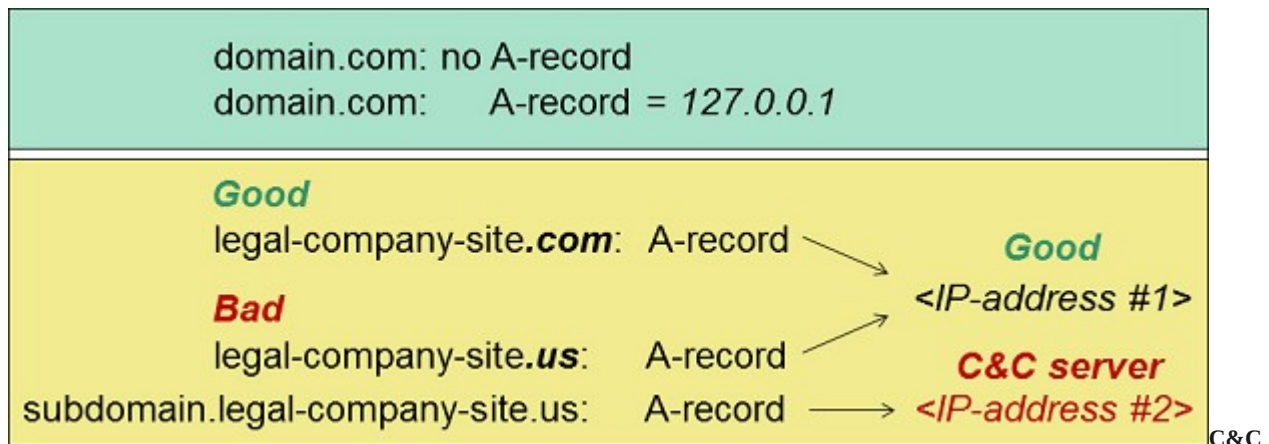 domain.com: no A-record
domain.com: A-record = 127.0.0.1
Good
legal-company-site.com: A-record
Good
<IP-address #1>
Bad
legal-company-site.us: A-record
C&C server
subdomain.legal-company-site.us: A-record
<IP-address #2>
C&C